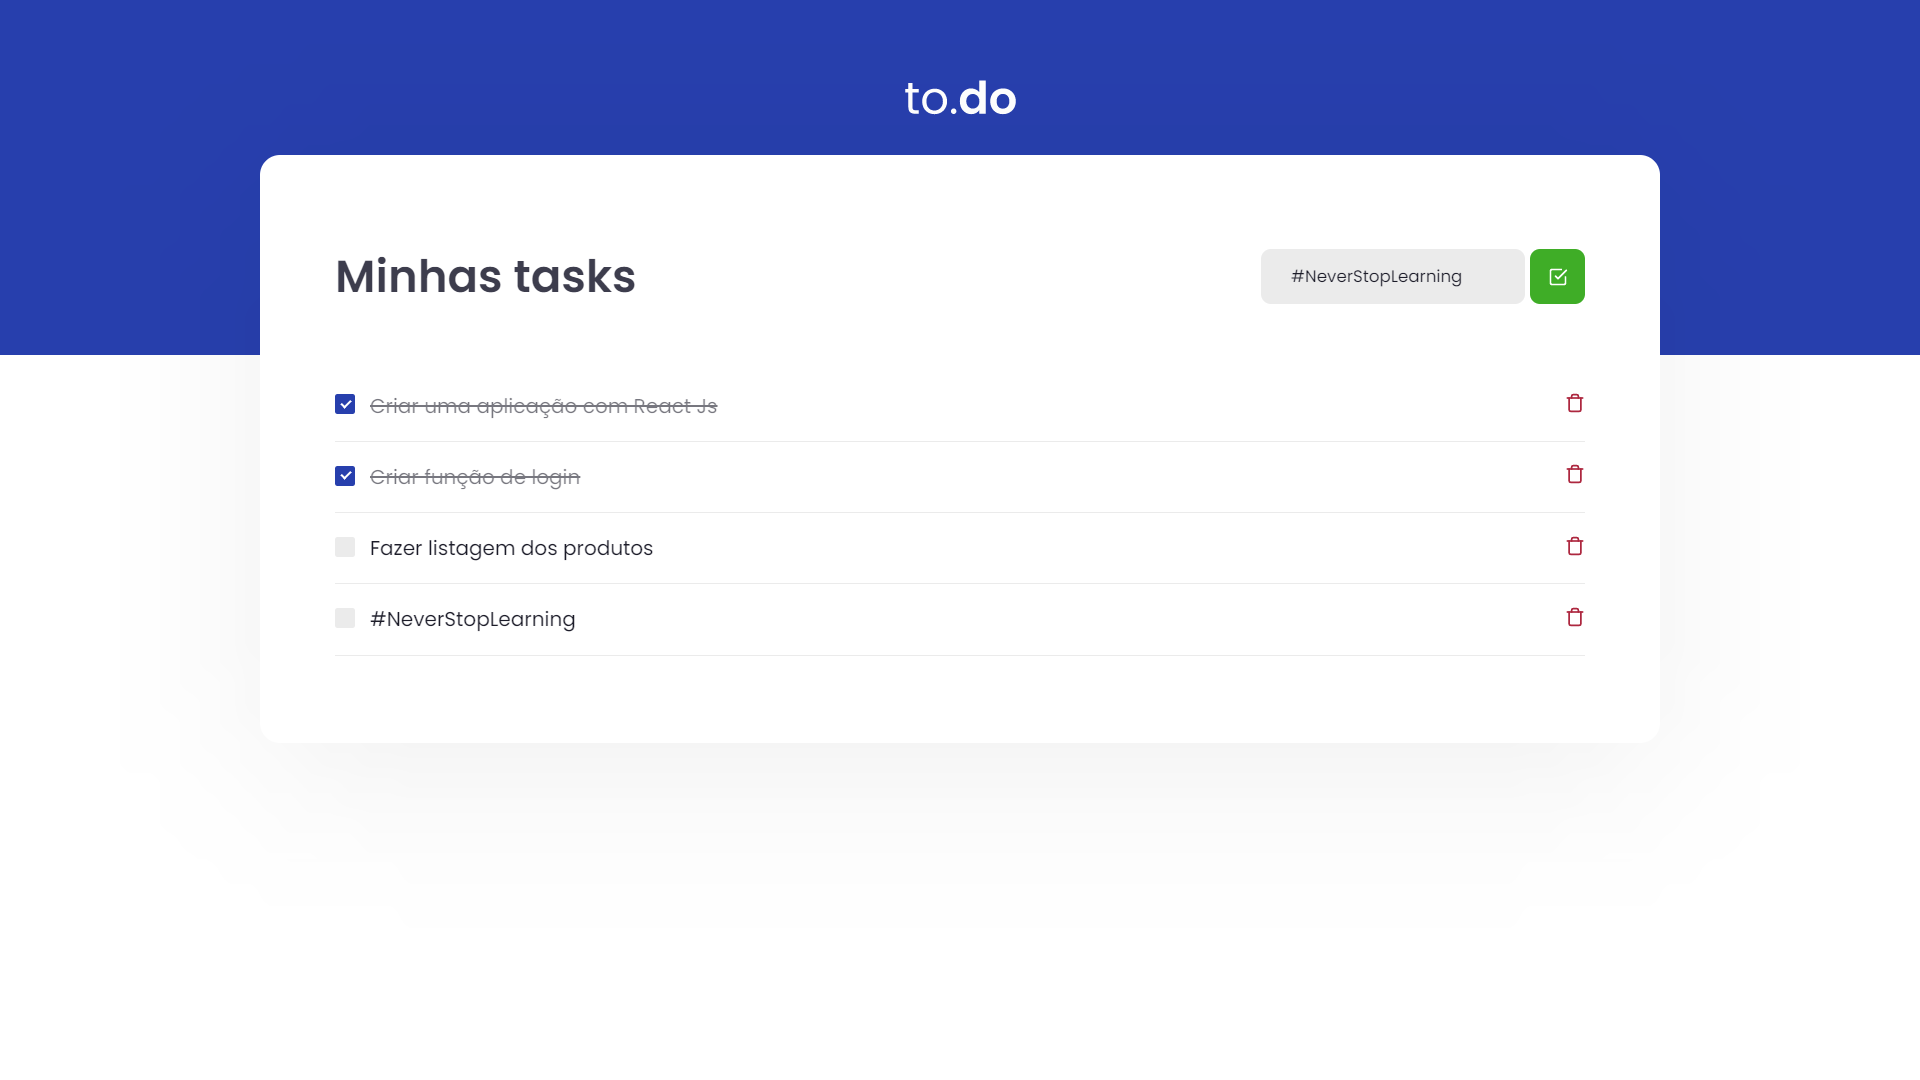 to.do
Minhas tasks
#NeverStopLearning
Criar uma aplicação com React Js
Criar função de login
Fazer listagem dos produtos
#NeverStopLearning